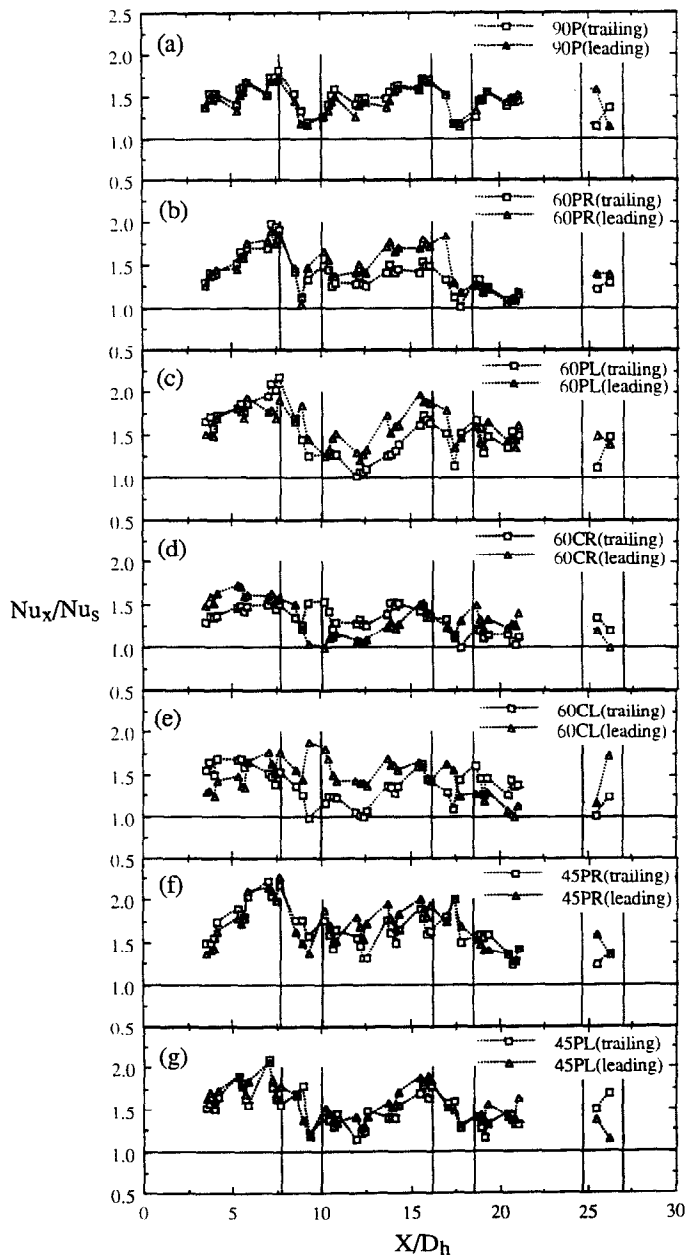 2.5
(a)
90P(trailing)
90P(leading)
2.0
1.5
1.0
0.5
(b)
60PR(trailing)
60PR(leading)
2.0
1.5
1.0
0.5
(c)
60PL(trailing)
60PL(leading)
2.0
1.5
1.0
0.5
(d)
60CR(trailing)
60CR(leading)
2.0
1.5
Nux/Nus
1.0
0.5
(e)
60CL(trailing)
60CL(leading)
2.0
1.5
1.0
0.5
(f)
45PR(trailing)
45PR(leading)
2.0
1.5
1.0
0.5
(g)
45PL(trailing)
45PL(leading)
2.0
1.5
1.0
0.5
0 5 10 15 20 25 30
X/Dh